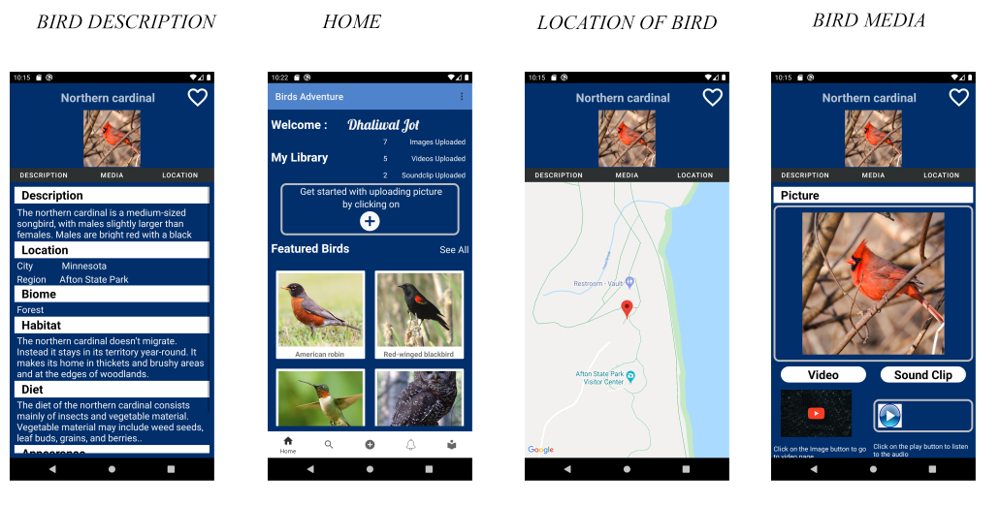 BIRD DESCRIPTION
HOME
LOCATION OF BIRD
BIRD MEDIA
10:15
Northern cardinal
DESCRIPTION MEDIA LOCATION
Description
The northern cardinal is a medium-sized
songbird, with males slightly larger than
females. Males are bright red with a black
Location
City Minnesota
Region Afton State Park
Biome
Forest
Habitat
The northern cardinal doesn't migrate.
Instead it stays in its territory year-round. It
makes its home in thickets and brushy areas
and at the edges of woodlands.
Diet
The diet of the northern cardinal consists
mainly of insects and vegetable material.
Vegetable material may include weed seeds,
leaf buds, grains, and berries..
Appearence
10:22
Birds Adventure
Welcome : Dhaliwal Jot
7 Images Uploaded
My Library 5 Videos Uploaded
2 Soundclip Uploaded
Get started with uploading picture
by clicking on
Featured Birds See All
American robin
Red-winged blackbird
Home
10:15
Northern cardinal
DESCRIPTION MEDIA LOCATION
Restroom - Vault
Afton State Park
Visitor Center
Google
10:15
Northern cardinal
DESCRIPTION MEDIA LOCATION
Picture
Video
Sound Clip
Click on the Image button to go
to video page
Click on the play button to listen
to the audio